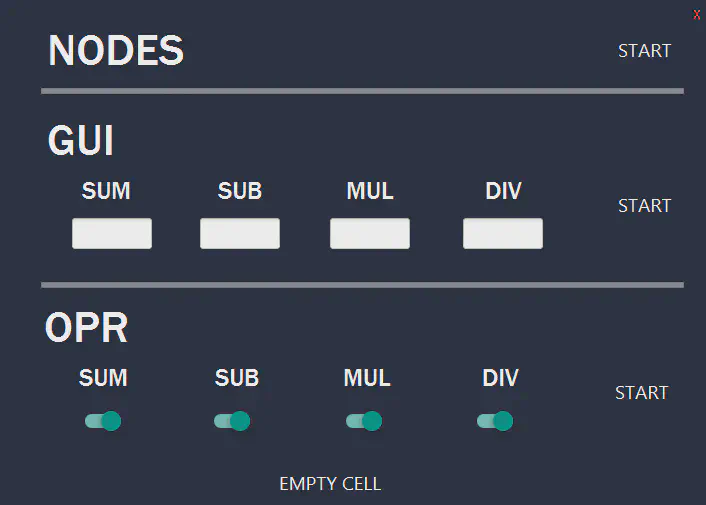 X
NODES START
GUI
SUM SUB MUL DIV
START
OPR
SUM SUB MUL DIV
START
EMPTY CELL